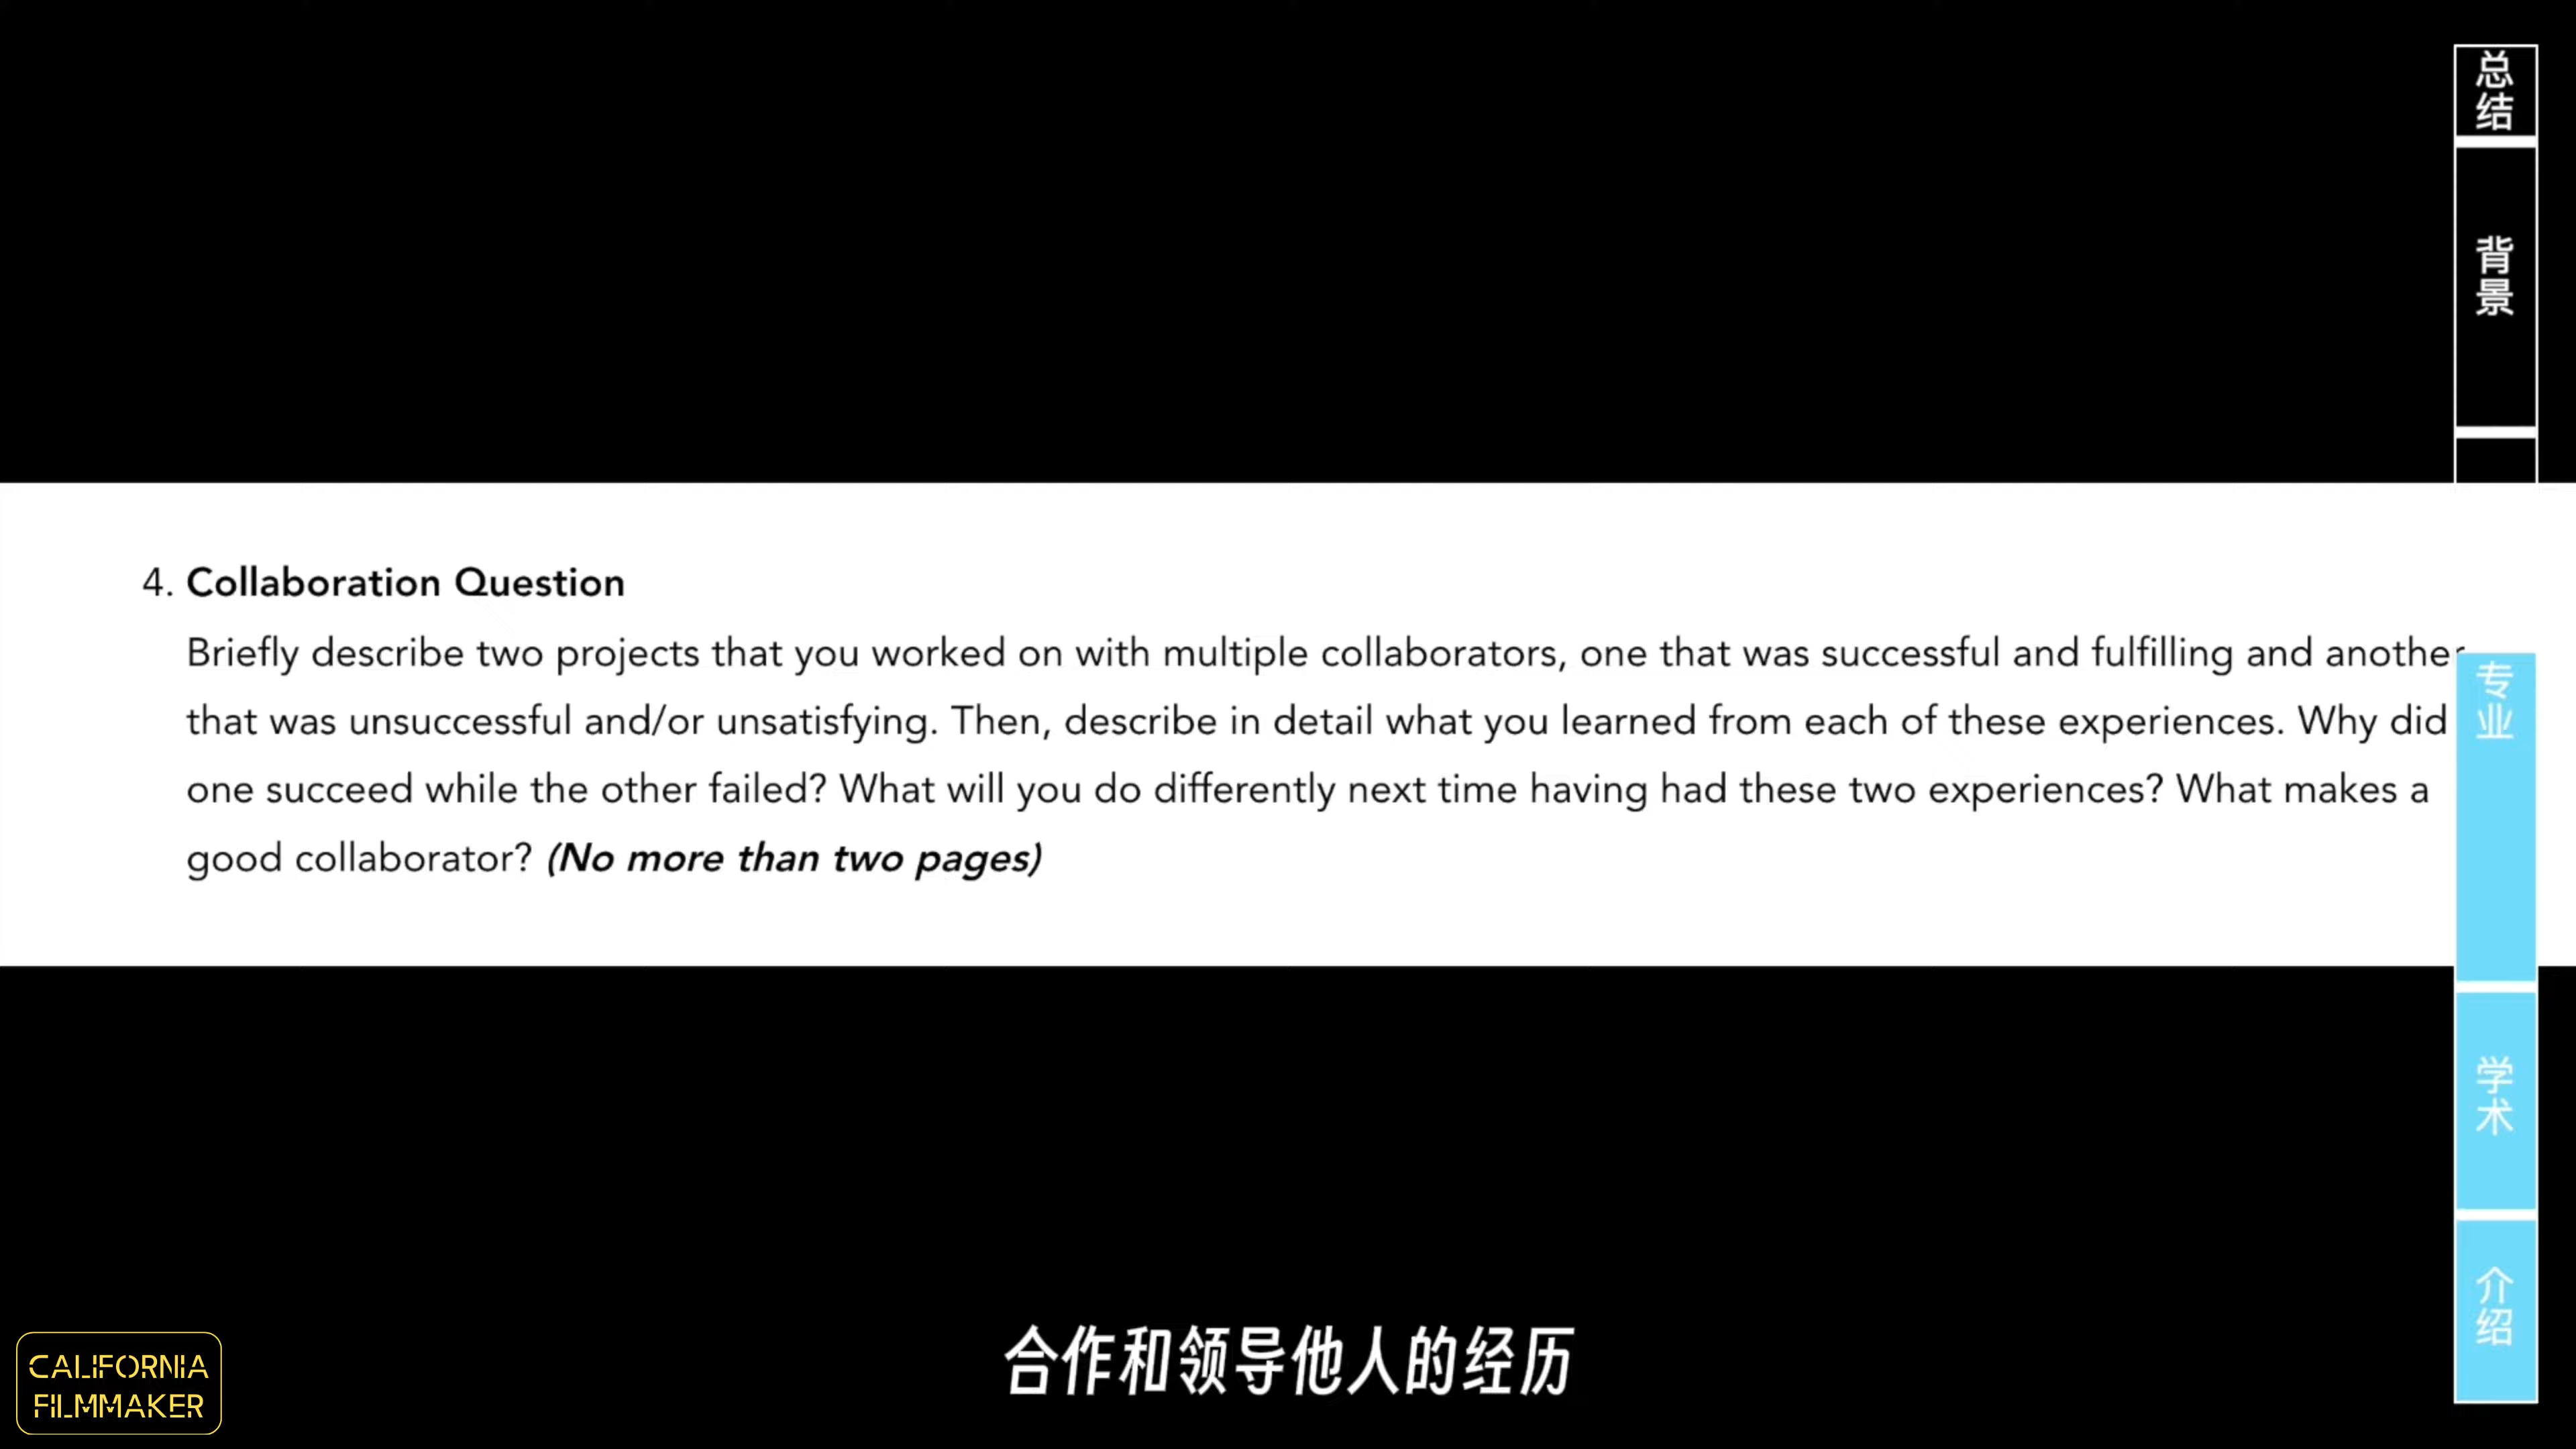 总结
背景
4. Collaboration Question
Briefly describe two projects that you worked on with multiple collaborators, one that was successful and fulfilling and another
that was unsuccessful and/or unsatisfying. Then, describe in detail what you learned from each of these experiences. Why did
one succeed while the other failed? What will you do differently next time having had these two experiences? What makes a
good collaborator? (No more than two pages)
专业
学术
介绍
合作和领导他人的经历
CALIFORNIA
FILMMAKER